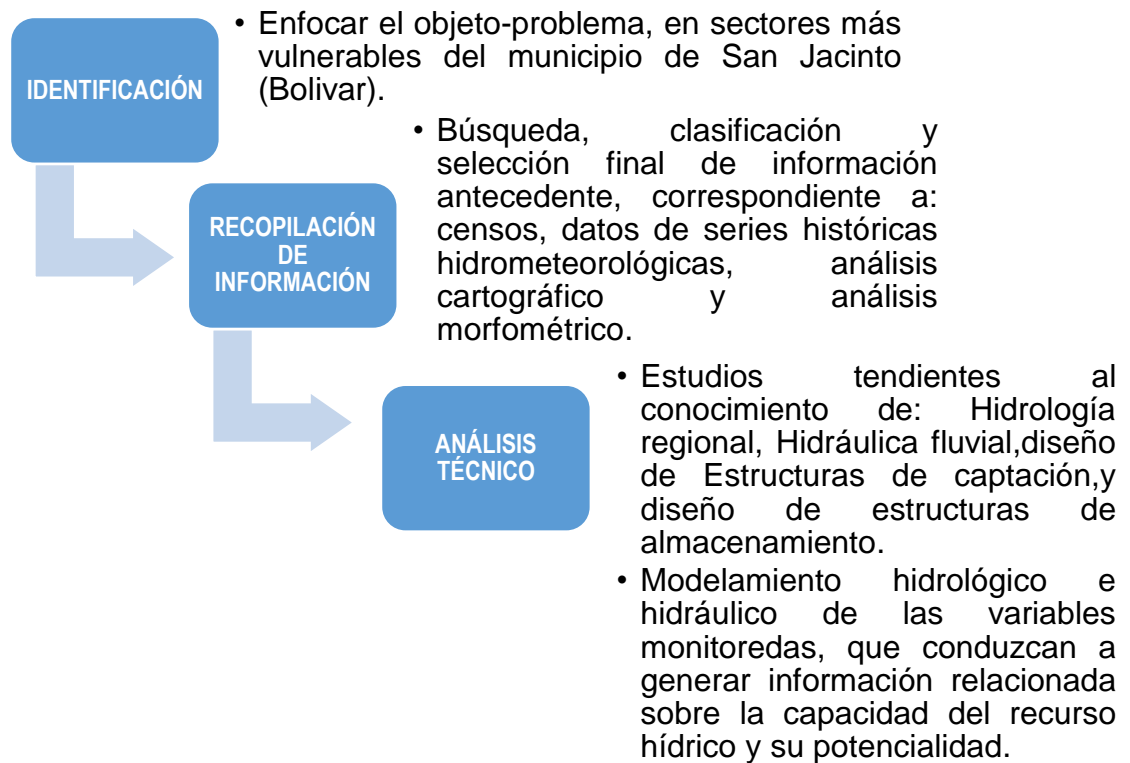 IDENTIFICACIÓN
• Enfocar el objeto-problema, en sectores más
vulnerables del municipio de San Jacinto
(Bolivar).
RECOPILACIÓN
DE
INFORMACIÓN
• Búsqueda, clasificación y
selección final de información
antecedente, correspondiente a:
censos, datos de series históricas
hidrometeorológicas, análisis
cartográfico y análisis
morfométrico.
ANÁLISIS
TÉCNICO
• Estudios tendientes al
conocimiento de: Hidrología
regional, Hidráulica fluvial,diseño
de Estructuras de captación,y
diseño de estructuras de
almacenamiento.
• Modelamiento hidrológico e
hidráulico de las variables
monitoredas, que conduzcan a
generar información relacionada
sobre la capacidad del recurso
hídrico y su potencialidad.